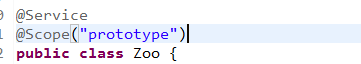 @Service
@Scope("prototype")
public class Zoo {